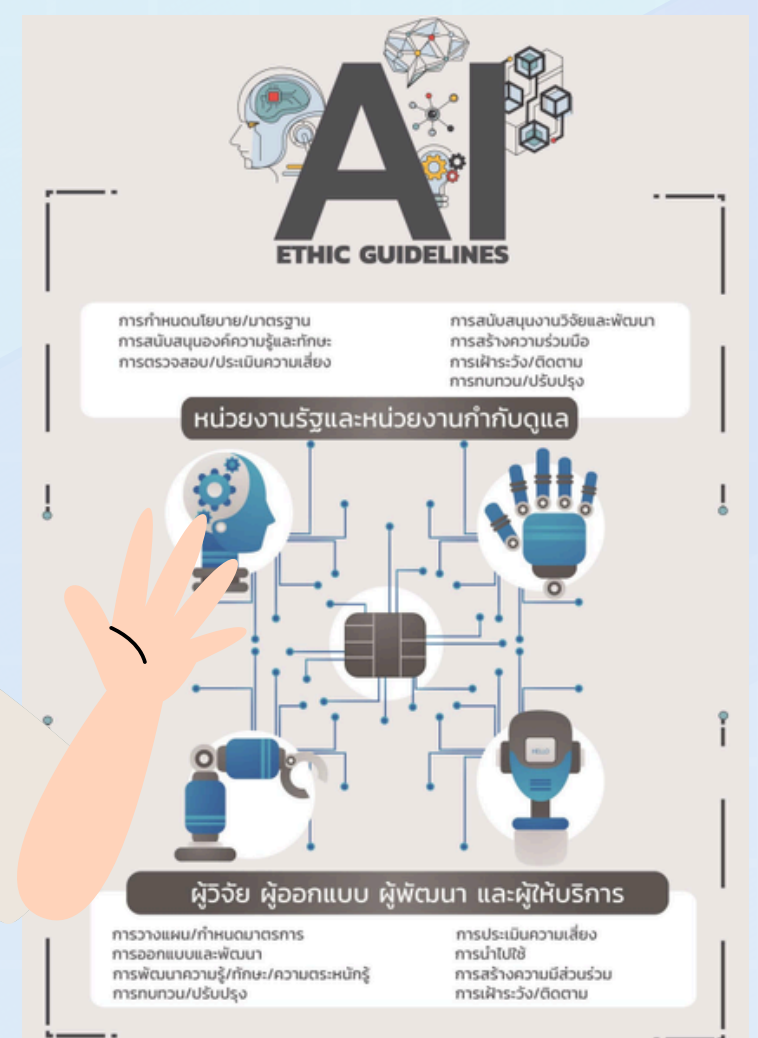 AI
ETHIC GUIDELINES
การกำหนดนโยบาย/มาตรฐาน
การสนับสนุนองค์ความรู้และทักษะ
การตรวจสอบ/ประเมินความเสี่ยง
การสนับสนุนงานวิจัยและพัฒนา
การสร้างความร่วมมือ
การเฝ้าระวัง/ติดตาม
การทบทวน/ปรับปรุง
หน่วยงานรัฐและหน่วยงานกำกับดูแล
HELLO
ผู้วิจัย ผู้ออกแบบ ผู้พัฒนา และผู้ให้บริการ
การวางแผน/กำหนดมาตรการ
การออกแบบและพัฒนา
การพัฒนาความรู้/ทักษะ/ความตระหนักรู้
การทบทวน/ปรับปรุง
การประเมินความเสี่ยง
การนำไปใช้
การสร้างความมีส่วนร่วม
การเฝ้าระวัง/ติดตาม